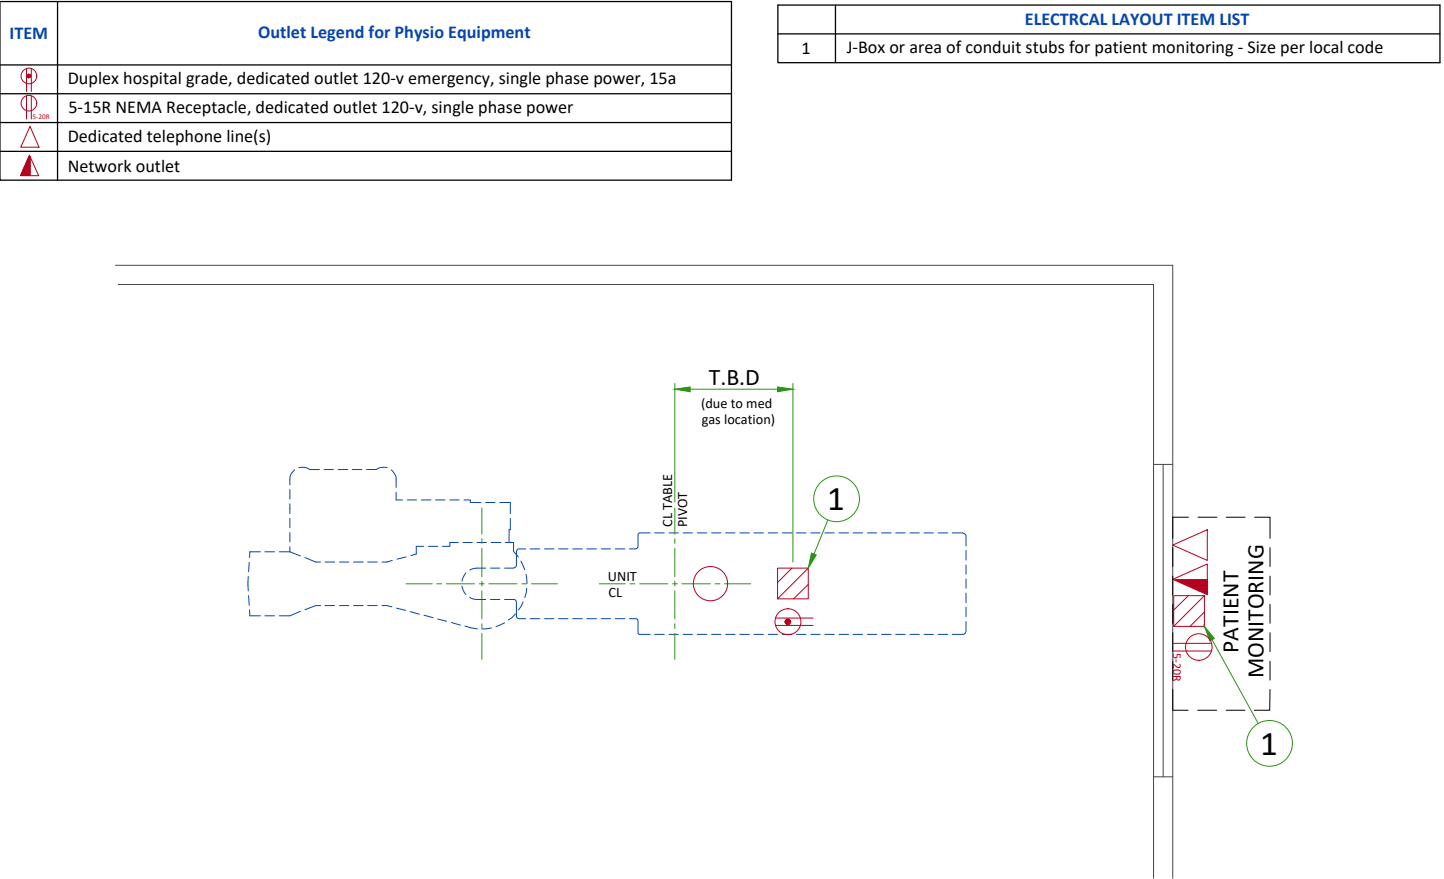 ITEM
Outlet Legend for Physio Equipment
Duplex hospital grade, dedicated outlet 120-v emergency, single phase power, 15a
5-20R
5-15R NEMA Receptacle, dedicated outlet 120-v, single phase power
Dedicated telephone line(s)
Network outlet
ELECTRCAL LAYOUT ITEM LIST
1 J-Box or area of conduit stubs for patient monitoring - Size per local code
T.B.D
(due to med
gas location)
CL TABLE
PIVOT
1
UNIT
CL
PATIENT
MONITORING
5-20R
1